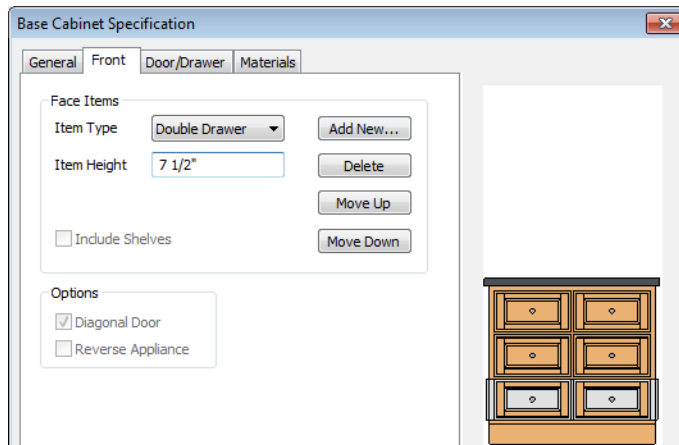 Base Cabinet Specification
General Front Door/Drawer Materials
Face Items
Item Type Double Drawer Add New...
Item Height 7 1/2" Delete
Move Up
Include Shelves Move Down
Options
Diagonal Door
Reverse Appliance